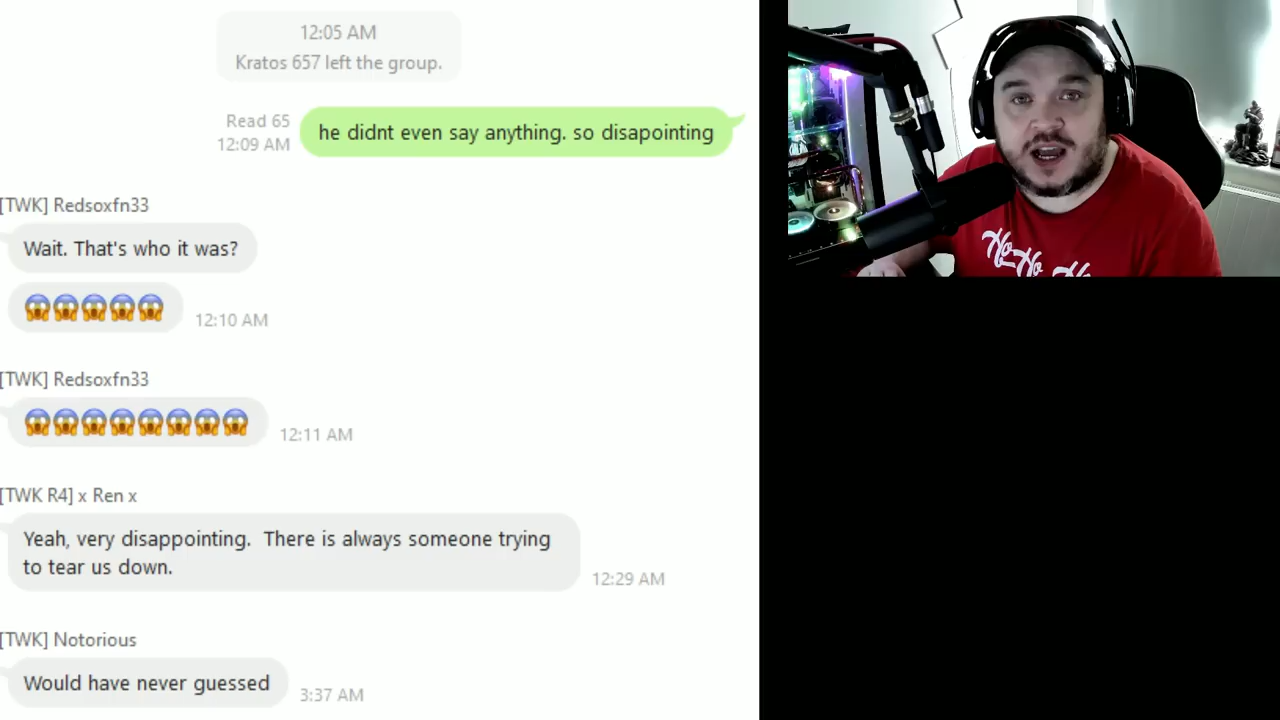 12:05 AM
Kratos 657 left the group.
Read 65
12:09 AM
he didnt even say anything. so disapointing
[TWK] Redsoxfn33
Wait. That's who it was?
😱😱😱😱😱
12:10 AM
[TWK] Redsoxfn33
😱😱😱😱😱😱😱😱
12:11 AM
[TWK R4] x Ren x
Yeah, very disappointing.  There is always someone trying
to tear us down.
12:29 AM
[TWK] Notorious
Would have never guessed
3:37 AM
Ho Ho Ho